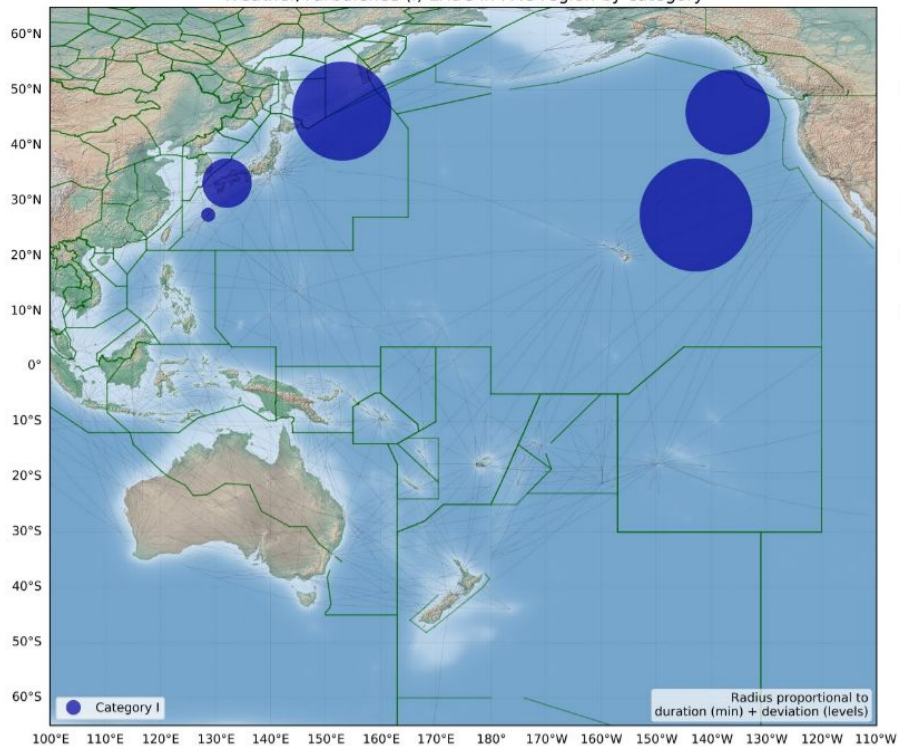 60°N
50°N
40°N
30°N
20°N
10°N
0°
10°S
20°S
30°S
40°S
50°S
60°S
Category I
Radius proportional to
duration (min) + deviation (levels)
100°E 110°E 120°E 130°E 140°E 150°E 160°E 170°E 180° 170°W 160°W 150°W 140°W 130°W 120°W 110°W